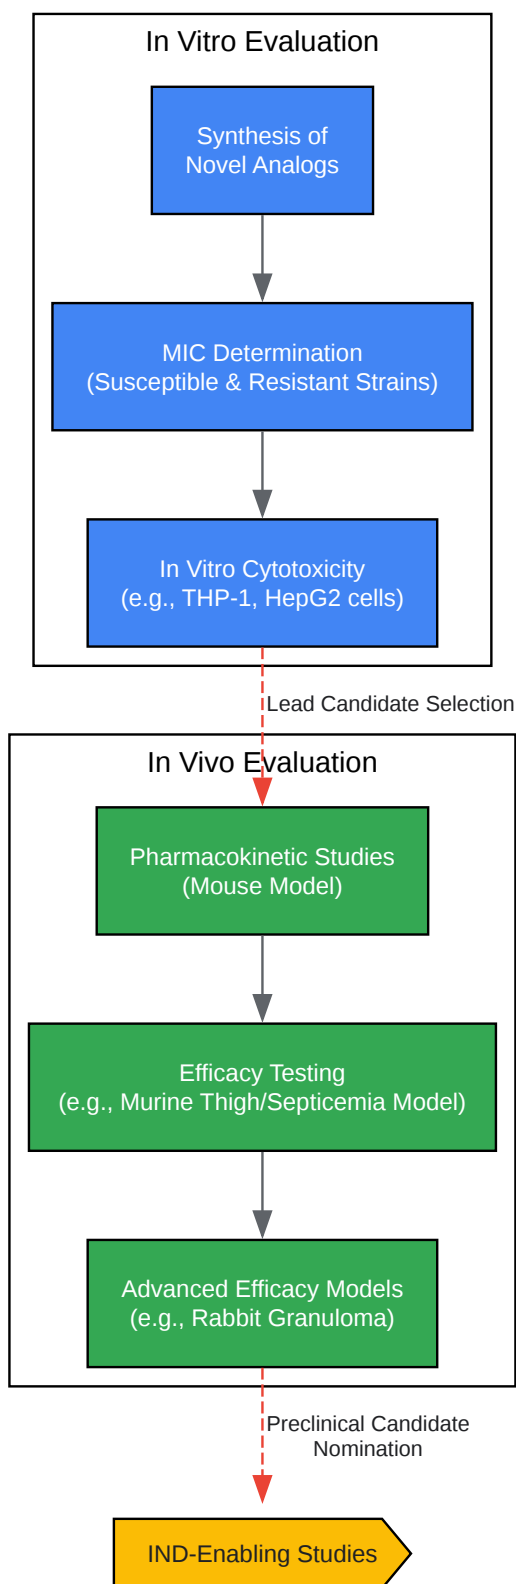 In Vitro Evaluation
Synthesis of
Novel Analogs
MIC Determination
(Susceptible & Resistant Strains)
In Vitro Cytotoxicity
(e.g., THP-1, HepG2 cells)
Lead Candidate Selection
In Vivo Evaluation
Pharmacokinetic Studies
(Mouse Model)
Efficacy Testing
(e.g., Murine Thigh/Septicemia Model)
Advanced Efficacy Models
(e.g., Rabbit Granuloma)
Preclinical Candidate
Nomination
IND-Enabling Studies